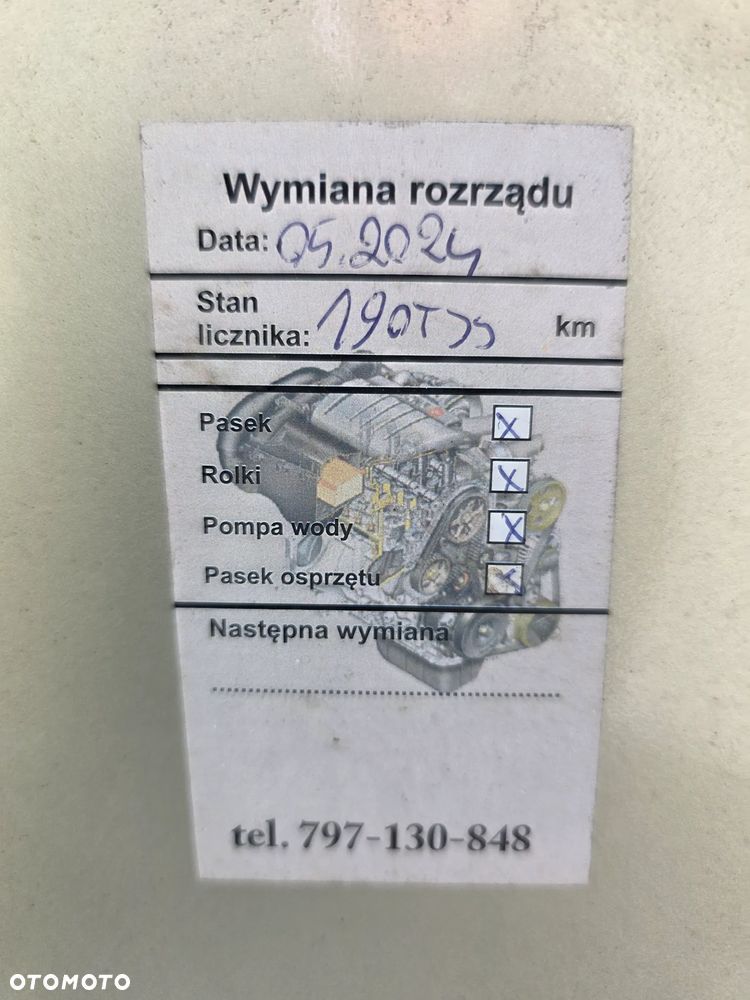 Wymiana rozrządu
Data: 05.2024
Stan
licznika: 190TYS km
Pasek X
Rolki X
Pompa wody X
Pasek osprzętu X
Następna wymiana
tel. 797-130-848
OTOMOTO